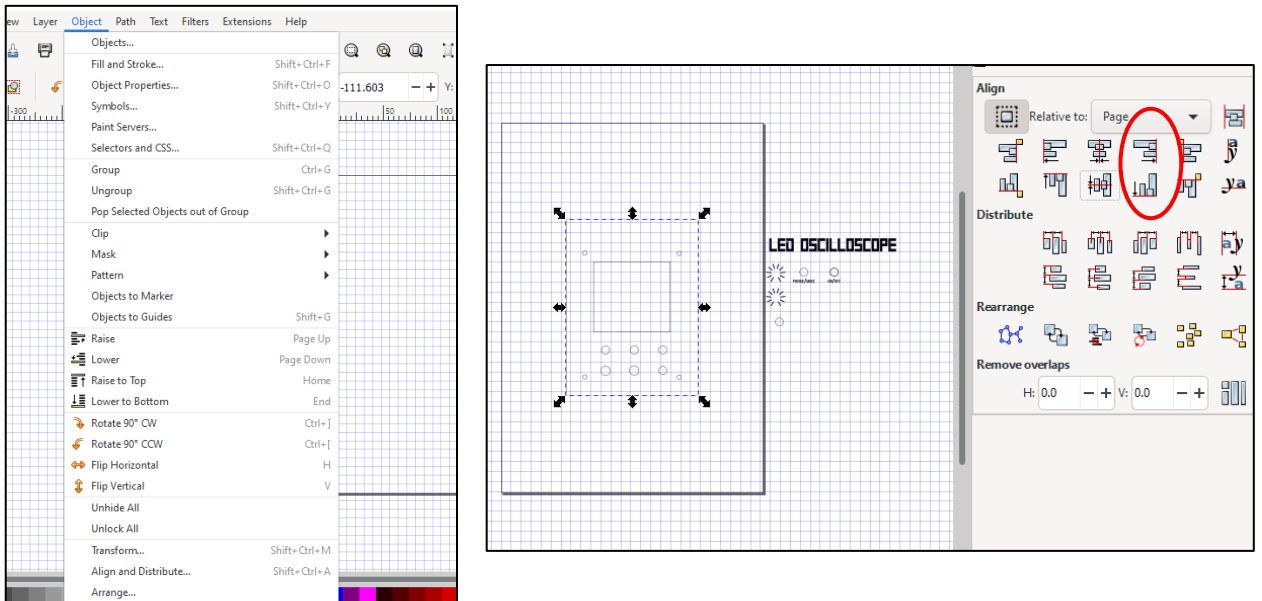 ew Layer Object Path Text Filters Extensions Help
Objects...
Fill and Stroke... Shift+Ctrl+F
Object Properties... Shift+Ctrl+O
Symbols... Shift+Ctrl+Y
Paint Servers...
Selectors and CSS... Shift+Ctrl+Q
Group Ctrl+G
Ungroup Shift+Ctrl+G
Pop Selected Objects out of Group
Clip
Mask
Pattern
Objects to Marker
Objects to Guides Shift+G
Raise Page Up
Lower Page Down
Raise to Top Home
Lower to Bottom End
Rotate 90° CW Ctrl+]
Rotate 90° CCW Ctrl+[
Flip Horizontal H
Flip Vertical V
Unhide All
Unlock All
Transform... Shift+Ctrl+M
Align and Distribute... Shift+Ctrl+A
Arrange...
-111.603 Y:
-300 50 100
LED OSCILLOSCOPE
Align
Relative to: Page
Distribute
Rearrange
Remove overlaps
H: 0.0 V: 0.0